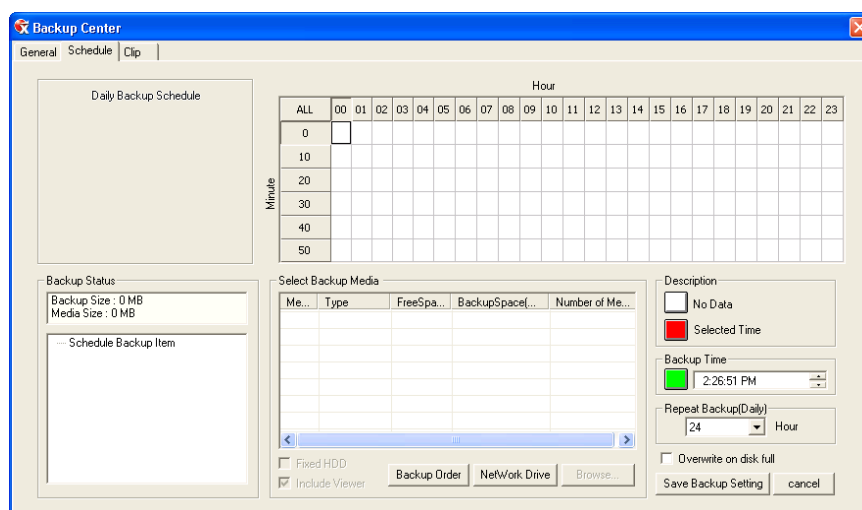 Backup Center
General Schedule Clip
Daily Backup Schedule
Hour
ALL 00 01 02 03 04 05 06 07 08 09 10 11 12 13 14 15 16 17 18 19 20 21 22 23
Minute
0
10
20
30
40
50
Backup Status
Backup Size : 0 MB
Media Size : 0 MB
Schedule Backup Item
Select Backup Media
Me... Type FreeSpa... BackupSpace(... Number of Me...
Fixed HDD
Include Viewer
Backup Order NetWork Drive Browse...
Description
No Data
Selected Time
Backup Time
2:26:51 PM
Repeat Backup(Daily)
24 Hour
Overwrite on disk full
Save Backup Setting cancel